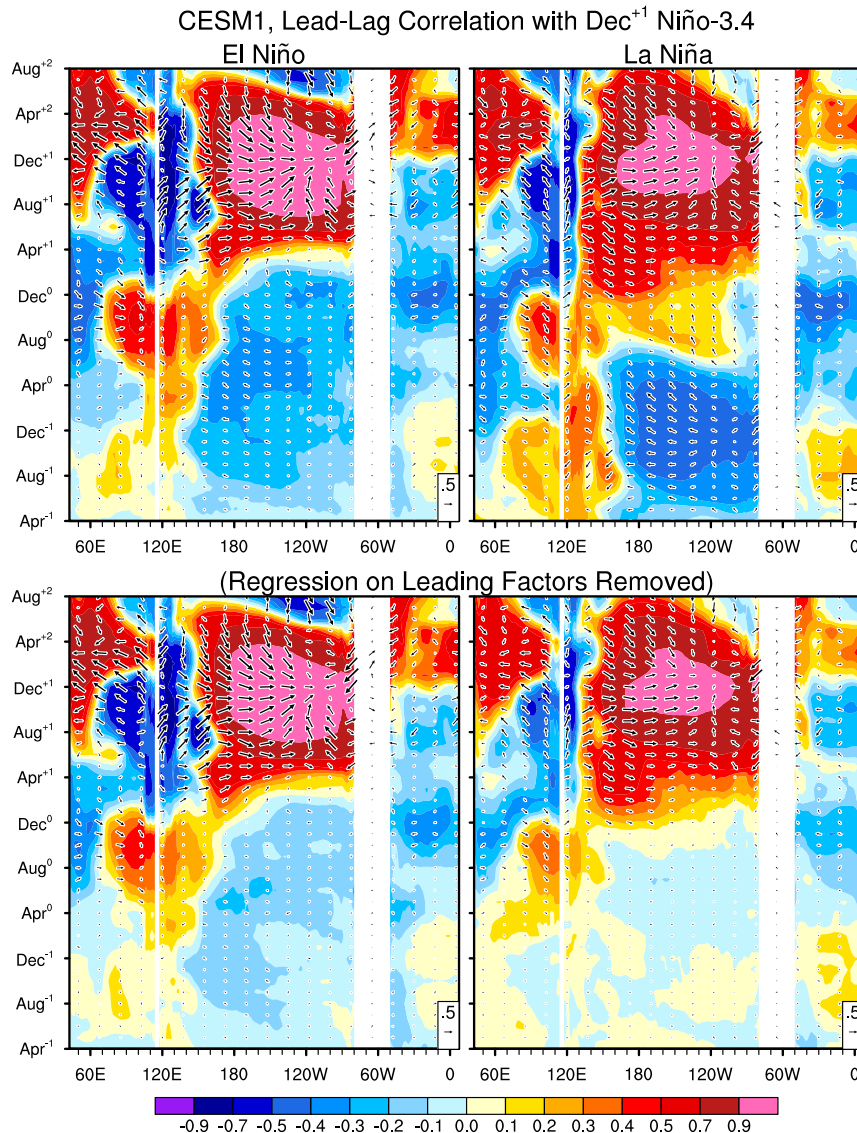 CESM1, Lead-Lag Correlation with Dec⁺¹ Niño-3.4
El Niño
La Niña
Aug⁺²
Apr⁺²
Dec⁺¹
Aug⁺¹
Apr⁺¹
Dec⁰
Aug⁰
Apr⁰
Dec⁻¹
Aug⁻¹
Apr⁻¹
.5
.5
60E 120E 180 120W 60W 0
60E 120E 180 120W 60W 0
(Regression on Leading Factors Removed)
Aug⁺²
Apr⁺²
Dec⁺¹
Aug⁺¹
Apr⁺¹
Dec⁰
Aug⁰
Apr⁰
Dec⁻¹
Aug⁻¹
Apr⁻¹
.5
.5
60E 120E 180 120W 60W 0
60E 120E 180 120W 60W 0
-0.9 -0.7 -0.5 -0.4 -0.3 -0.2 -0.1 0.0 0.1 0.2 0.3 0.4 0.5 0.7 0.9